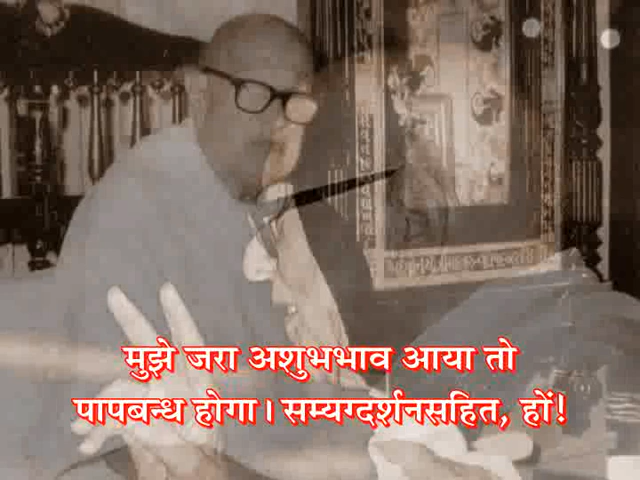 मुझे जरा अशुभभाव आया तो
पापबन्ध होगा। सम्यग्दर्शनसहित, हों!